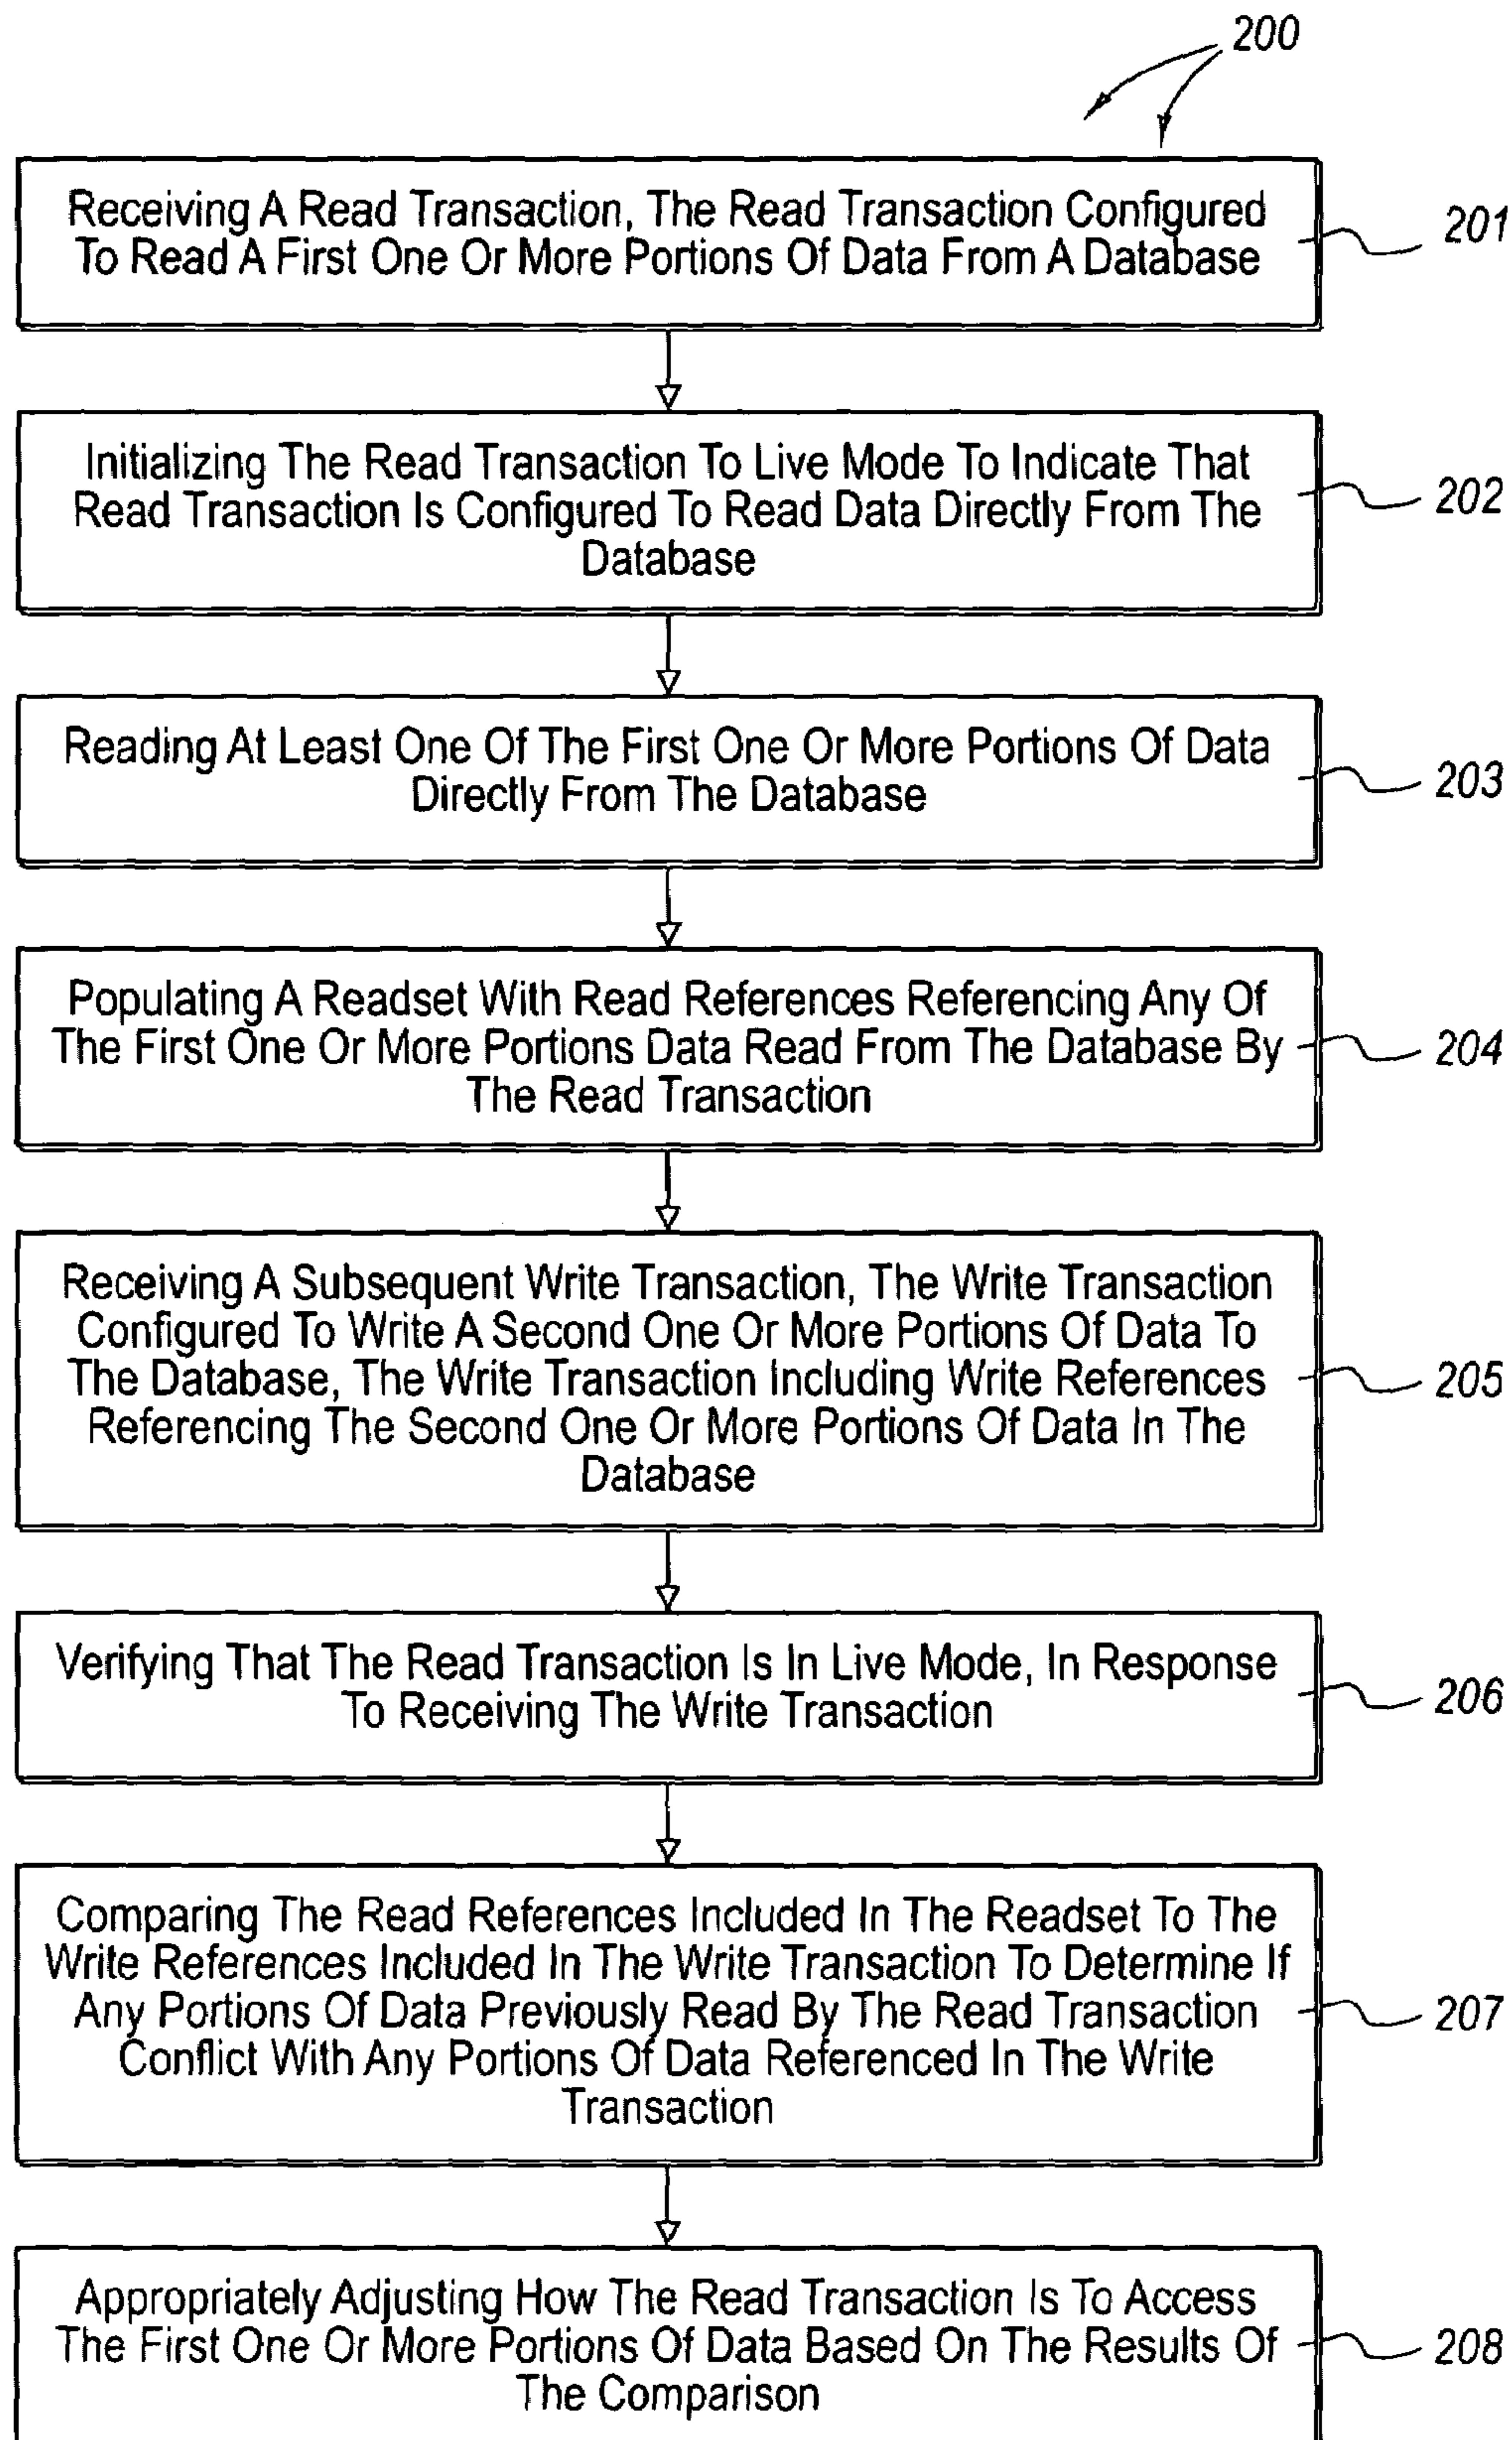 200
Receiving A Read Transaction, The Read Transaction Configured
To Read A First One Or More Portions Of Data From A Database
201
Initializing The Read Transaction To Live Mode To Indicate That
Read Transaction Is Configured To Read Data Directly From The
Database
202
Reading At Least One Of The First One Or More Portions Of Data
Directly From The Database
203
Populating A Readset With Read References Referencing Any Of
The First One Or More Portions Data Read From The Database By
The Read Transaction
204
Receiving A Subsequent Write Transaction, The Write Transaction
Configured To Write A Second One Or More Portions Of Data To
The Database, The Write Transaction Including Write References
Referencing The Second One Or More Portions Of Data In The
Database
205
Verifying That The Read Transaction Is In Live Mode, In Response
To Receiving The Write Transaction
206
Comparing The Read References Included In The Readset To The
Write References Included In The Write Transaction To Determine If
Any Portions Of Data Previously Read By The Read Transaction
Conflict With Any Portions Of Data Referenced In The Write
Transaction
207
Appropriately Adjusting How The Read Transaction Is To Access
The First One Or More Portions Of Data Based On The Results Of
The Comparison
208